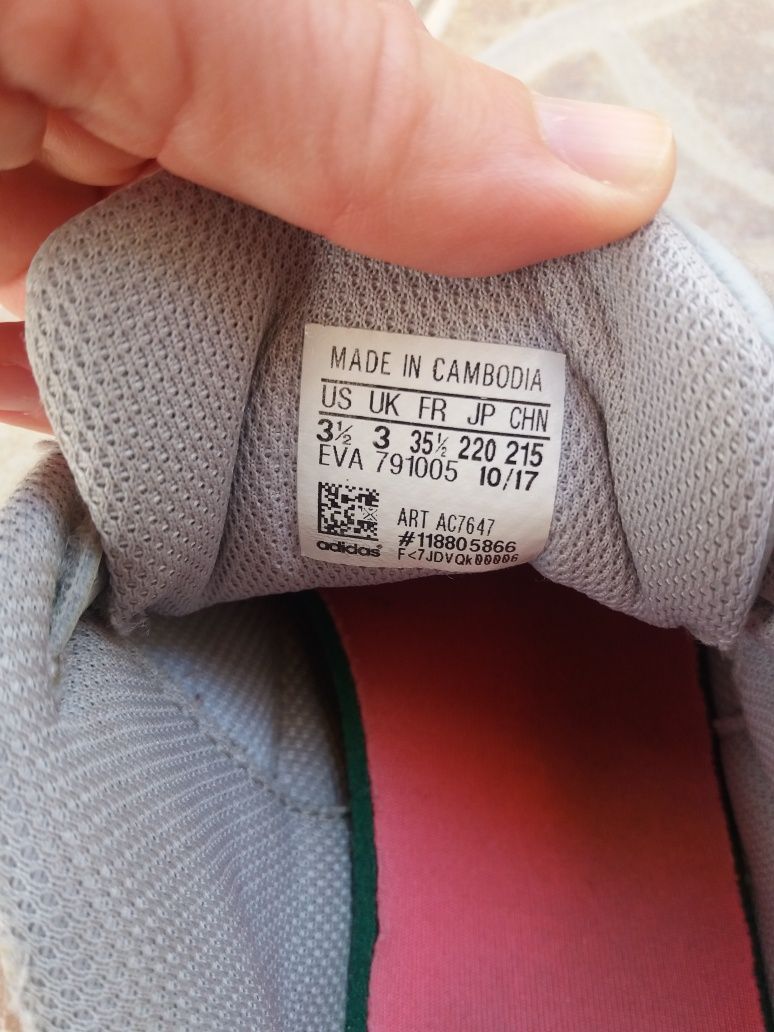 MADE IN CAMBODIA
US UK FR JP CHN
3½ 3 35½ 220 215
EVA 791005 10/17
ART AC7647
#118805866
adidas